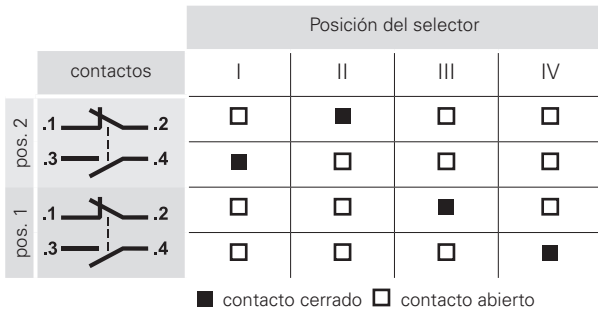 Posición del selector
contactos I II III IV
pos. 2
.1 .2
.3 .4
pos. 1
.1 .2
.3 .4
contacto cerrado contacto abierto